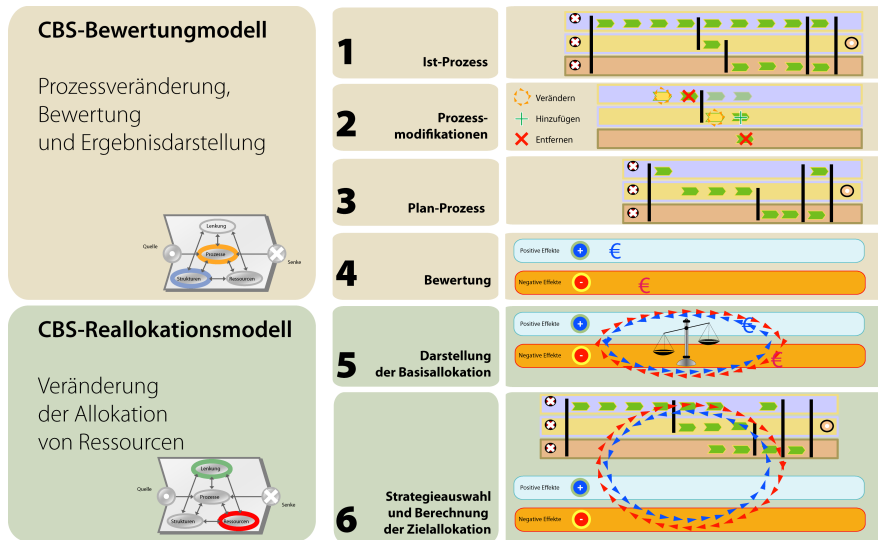 CBS-Bewertungmodell
Prozessveränderung,
Bewertung
und Ergebnisdarstellung
Lenkung
Quelle
Prozesse
Senke
Strukturen
Ressourcen
1
Ist-Prozess
2
Prozess-
modifikationen
Verändern
Hinzufügen
Entfernen
3
Plan-Prozess
4
Bewertung
Positive Effekte
+
€
Negative Effekte
-
€
CBS-Reallokationsmodell
Veränderung
der Allokation
von Ressourcen
Lenkung
Quelle
Prozesse
Senke
Strukturen
Ressourcen
5
Darstellung
der Basisallokation
Positive Effekte
+
€
Negative Effekte
-
€
6
Strategieauswahl
und Berechnung
der Zielallokation
Positive Effekte
+
Negative Effekte
-